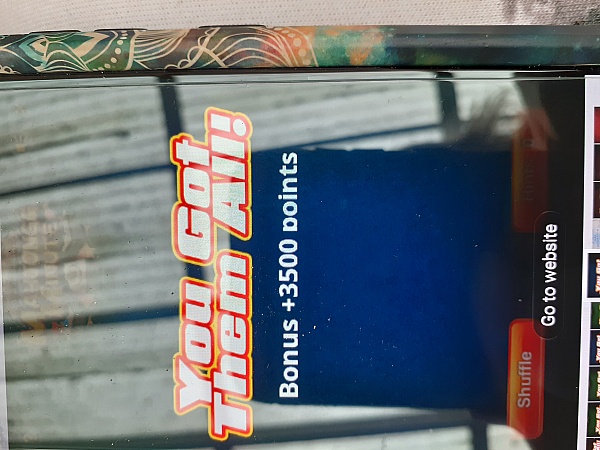 You Got
Them All!
Bonus +3500 points
Shuffle
Go to website